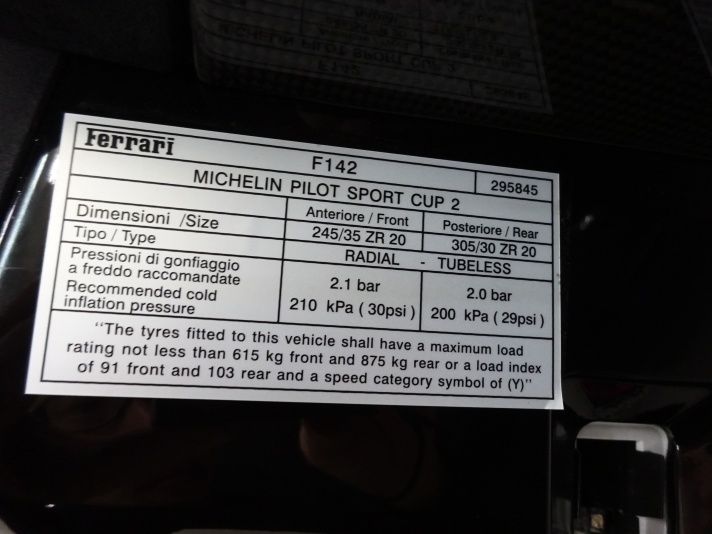 Ferrari
F142
295845
MICHELIN PILOT SPORT CUP 2
Dimensioni /Size
Anteriore / Front
Posteriore / Rear
245/35 ZR 20
305/30 ZR 20
Tipo / Type
RADIAL - TUBELESS
Pressioni di gonfiaggio
a freddo raccomandate
Recommended cold
inflation pressure
2.1 bar
210 kPa ( 30psi )
2.0 bar
200 kPa ( 29psi )
"The tyres fitted to this vehicle shall have a maximum load
rating not less than 615 kg front and 875 kg rear or a load index
of 91 front and 103 rear and a speed category symbol of (Y)"